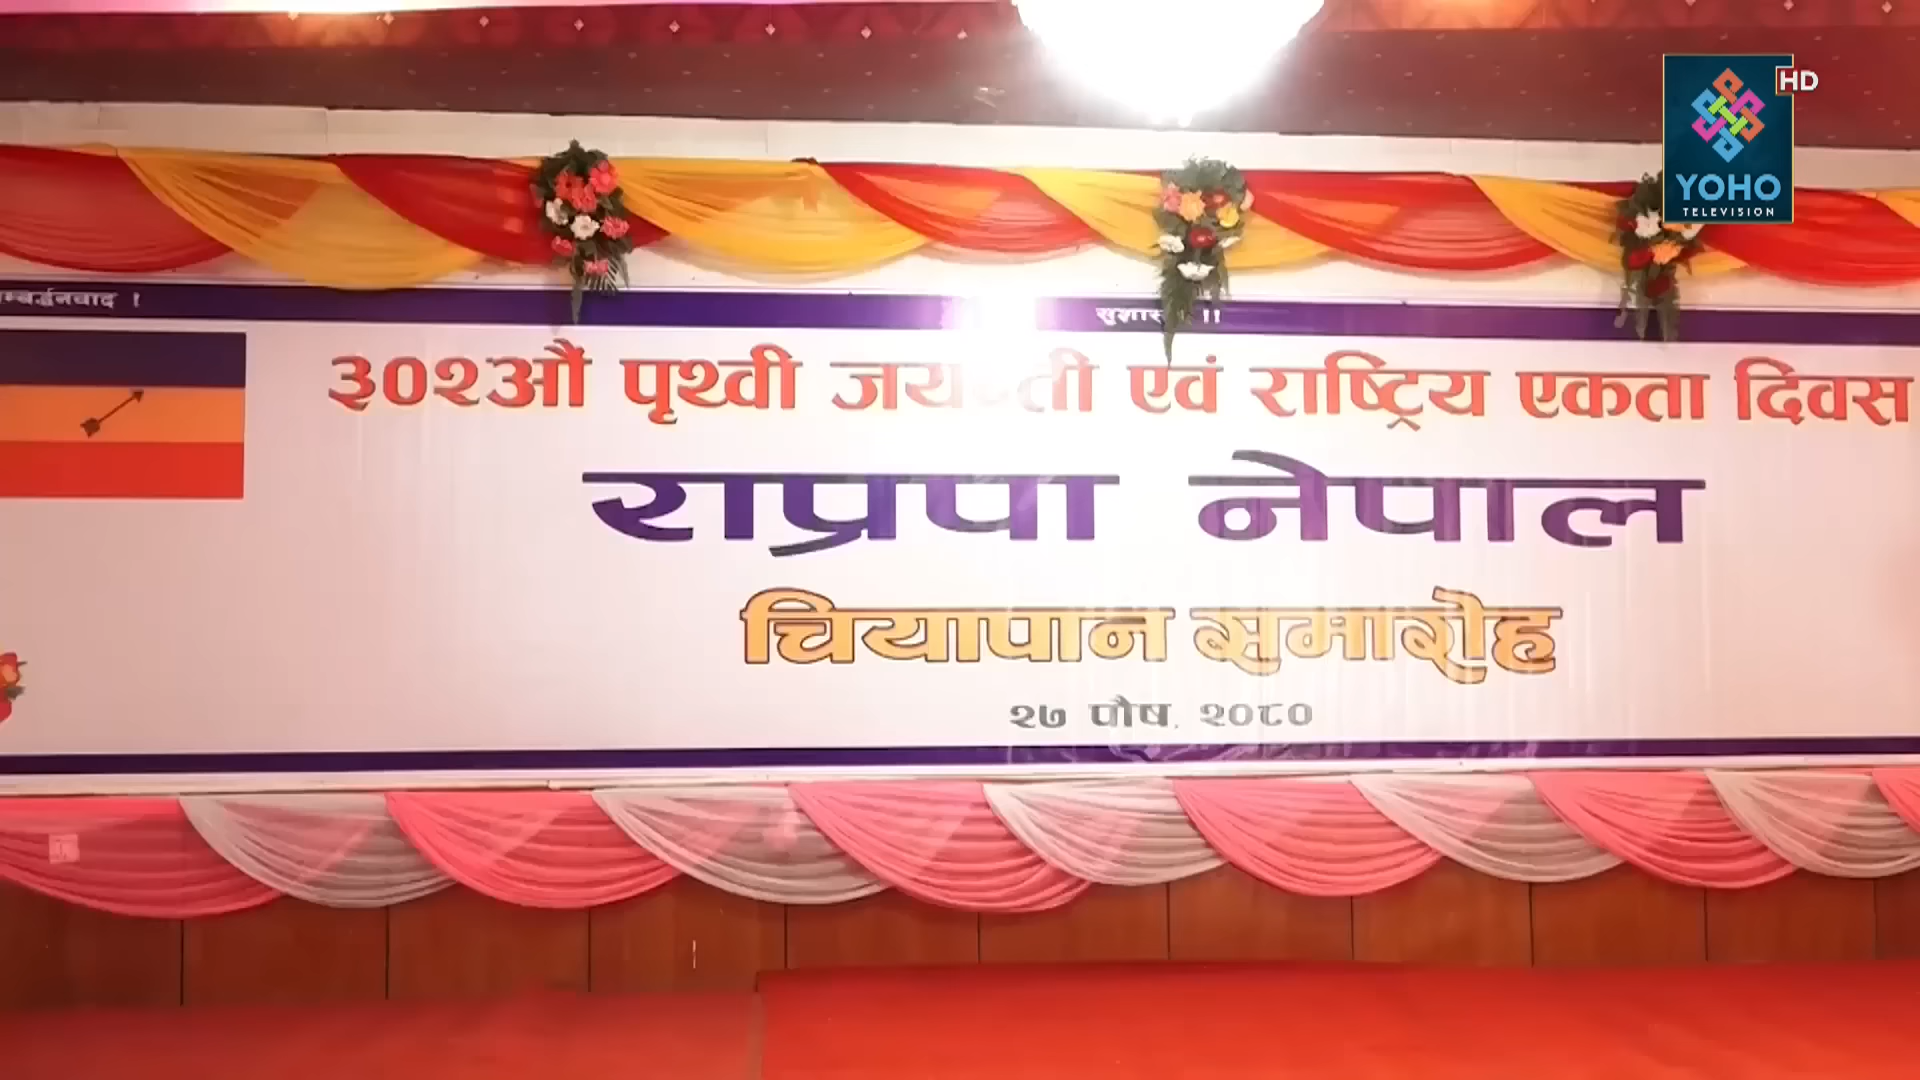 HD
YOHO
TELEVISION
३०२औं पृथ्वी जयन्ती एवं राष्ट्रिय एकता दिवस
राप्रपा नेपाल
चियापान समारोह
२७ पौष, २०८०